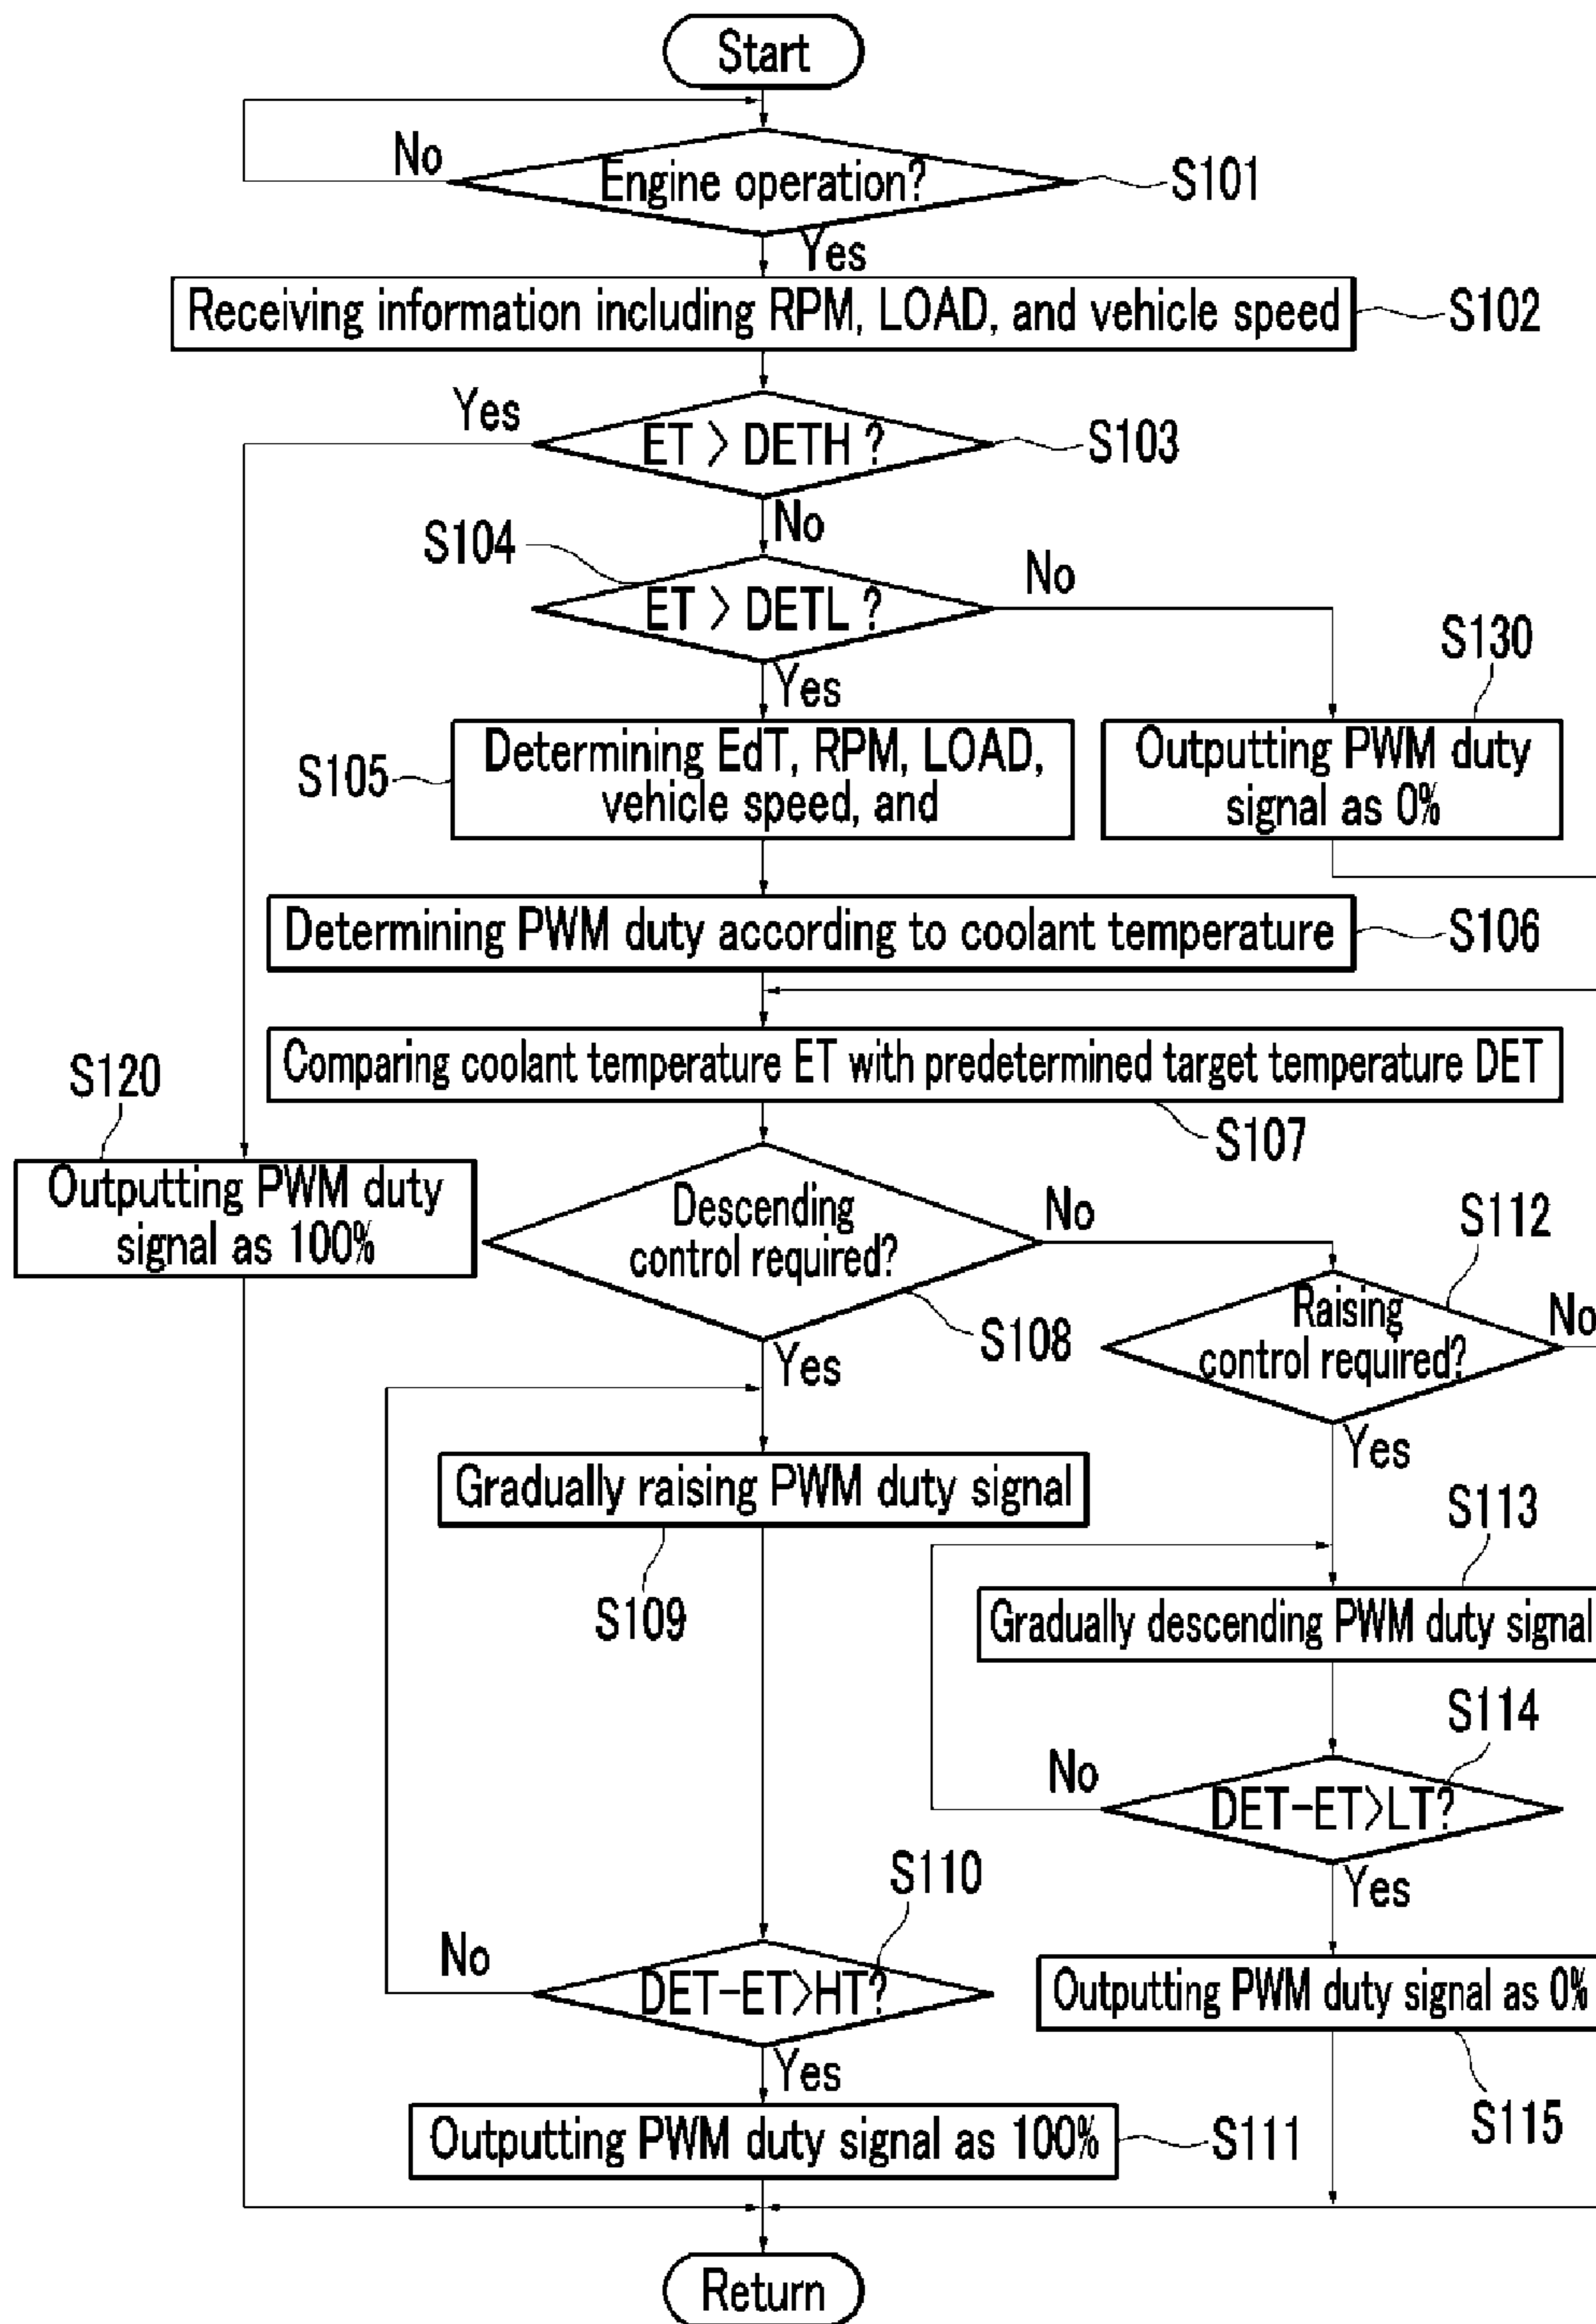 Start
No
Engine operation?
S101
Yes
Receiving information including RPM, LOAD, and vehicle speed
S102
Yes
ET > DETH ?
S103
No
S104
ET > DETL ?
No
Yes
S130
S105
Determining EdT, RPM, LOAD,
vehicle speed, and
Outputting PWM duty
signal as 0%
Determining PWM duty according to coolant temperature
S106
Comparing coolant temperature ET with predetermined target temperature DET
S107
S120
Outputting PWM duty
signal as 100%
Descending
control required?
No
S108
S112
Raising
control required?
No
Yes
Yes
Gradually raising PWM duty signal
S109
S113
Gradually descending PWM duty signal
S114
No
DET-ET>LT?
Yes
S110
No
DET-ET>HT?
Outputting PWM duty signal as 0%
S115
Yes
Outputting PWM duty signal as 100%
S111
Return